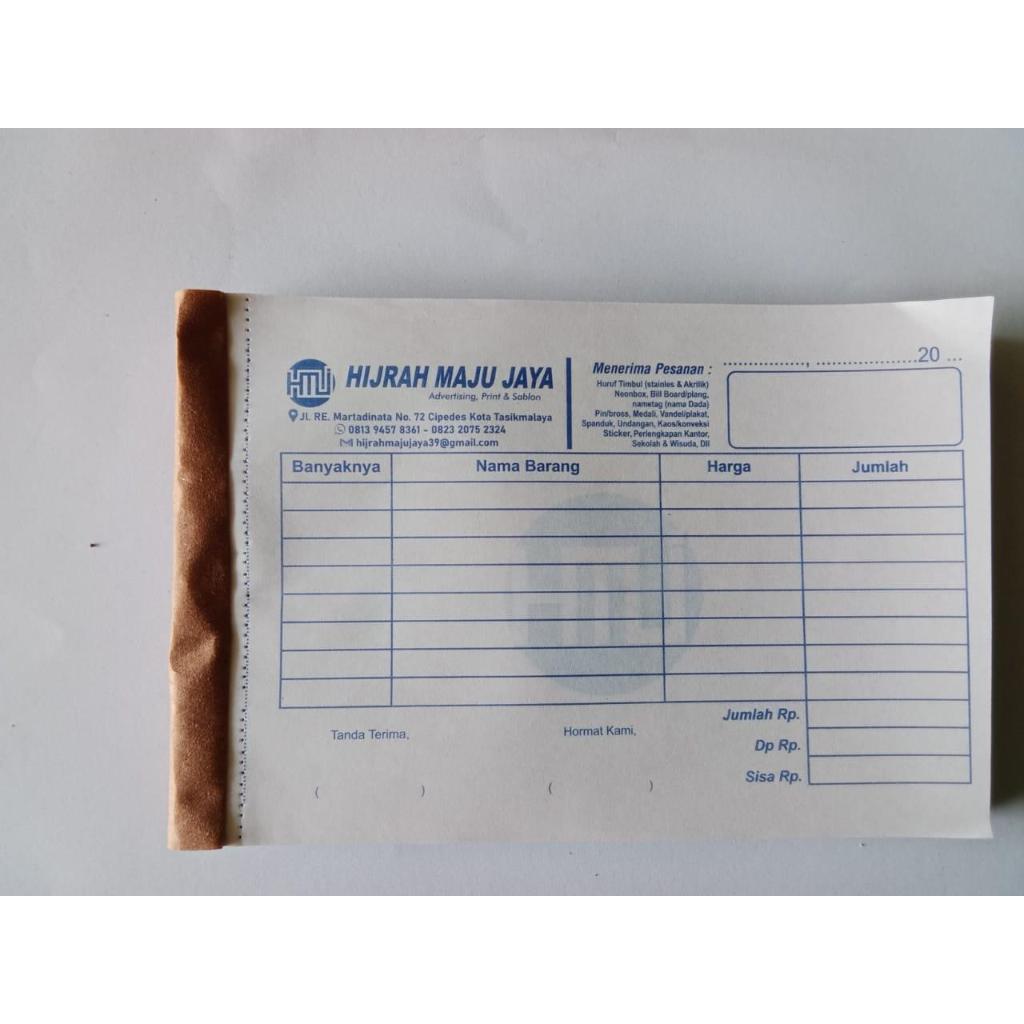 HMJ HIJRAH MAJU JAYA
Advertising, Print & Sablon
JL RE. Martadinata No. 72 Cipedes Kota Tasikmalaya
0813 9457 8361 - 0823 2075 2324
hijrahmajujaya39@gmail.com
Menerima Pesanan :
Huruf Timbul (stainles & Akrilik)
Neonbox, Bill Board/plang,
nametag (nama Dada)
Pin/bross, Medali, Vandel/plakat,
Spanduk, Undangan, Kaos/konveksi
Sticker, Perlengkapan Kantor,
Sekolah & Wisuda, Dll
...................., ........................20 ...
Banyaknya Nama Barang Harga Jumlah
Jumlah Rp.
Tanda Terima, Hormat Kami,
Dp Rp.
Sisa Rp.
( ) ( )